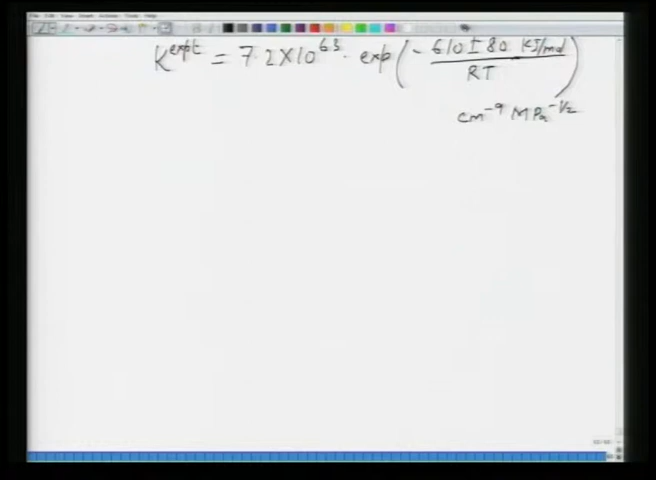 K^expt = 7.2×10^63 · exp(- 610 ± 80 KJ/mol / RT)
cm^-9 MPa^-1/2